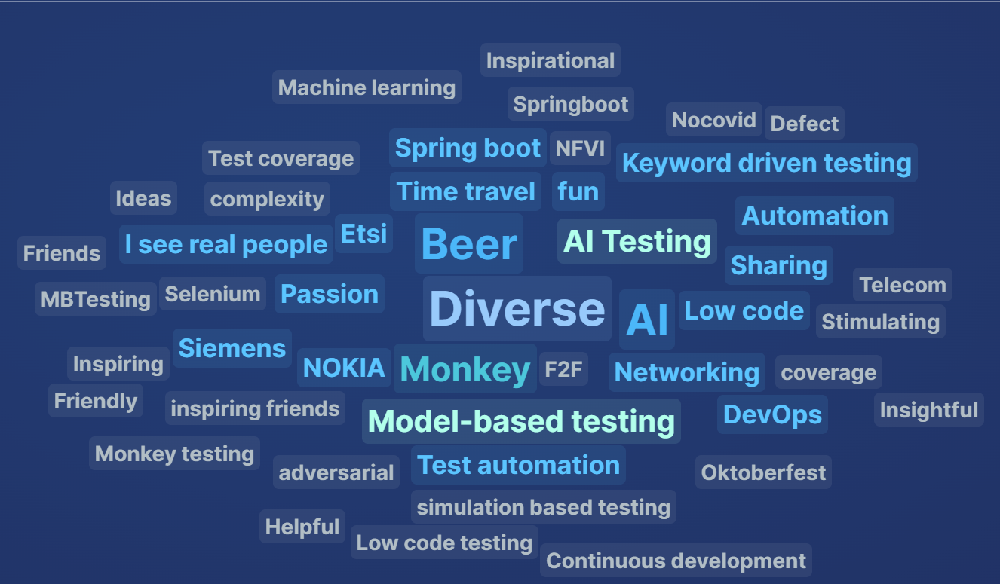 Inspirational
Machine learning
Springboot
Nocovid
Defect
Spring boot
NFVI
Test coverage
Keyword driven testing
Time travel
fun
Ideas
complexity
Automation
I see real people
Etsi
Beer
AI Testing
Friends
Sharing
Telecom
MBTesting
Selenium
Passion
Diverse
AI
Low code
Stimulating
Siemens
Inspiring
NOKIA
Monkey
F2F
Networking
coverage
Friendly
inspiring friends
Model-based testing
DevOps
Insightful
Monkey testing
adversarial
Test automation
Oktoberfest
simulation based testing
Helpful
Low code testing
Continuous development